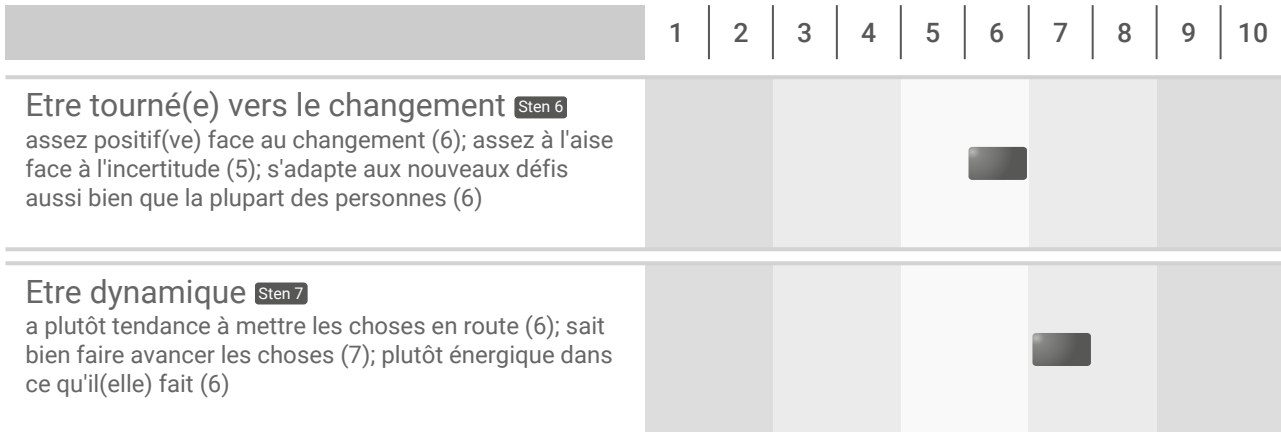 1 2 3 4 5 6 7 8 9 10
Etre tourné(e) vers le changement Sten 6
assez positif(ve) face au changement (6); assez à l'aise
face à l'incertitude (5); s'adapte aux nouveaux défis
aussi bien que la plupart des personnes (6)
Etre dynamique Sten 7
a plutôt tendance à mettre les choses en route (6); sait
bien faire avancer les choses (7); plutôt énergique dans
ce qu'il(elle) fait (6)